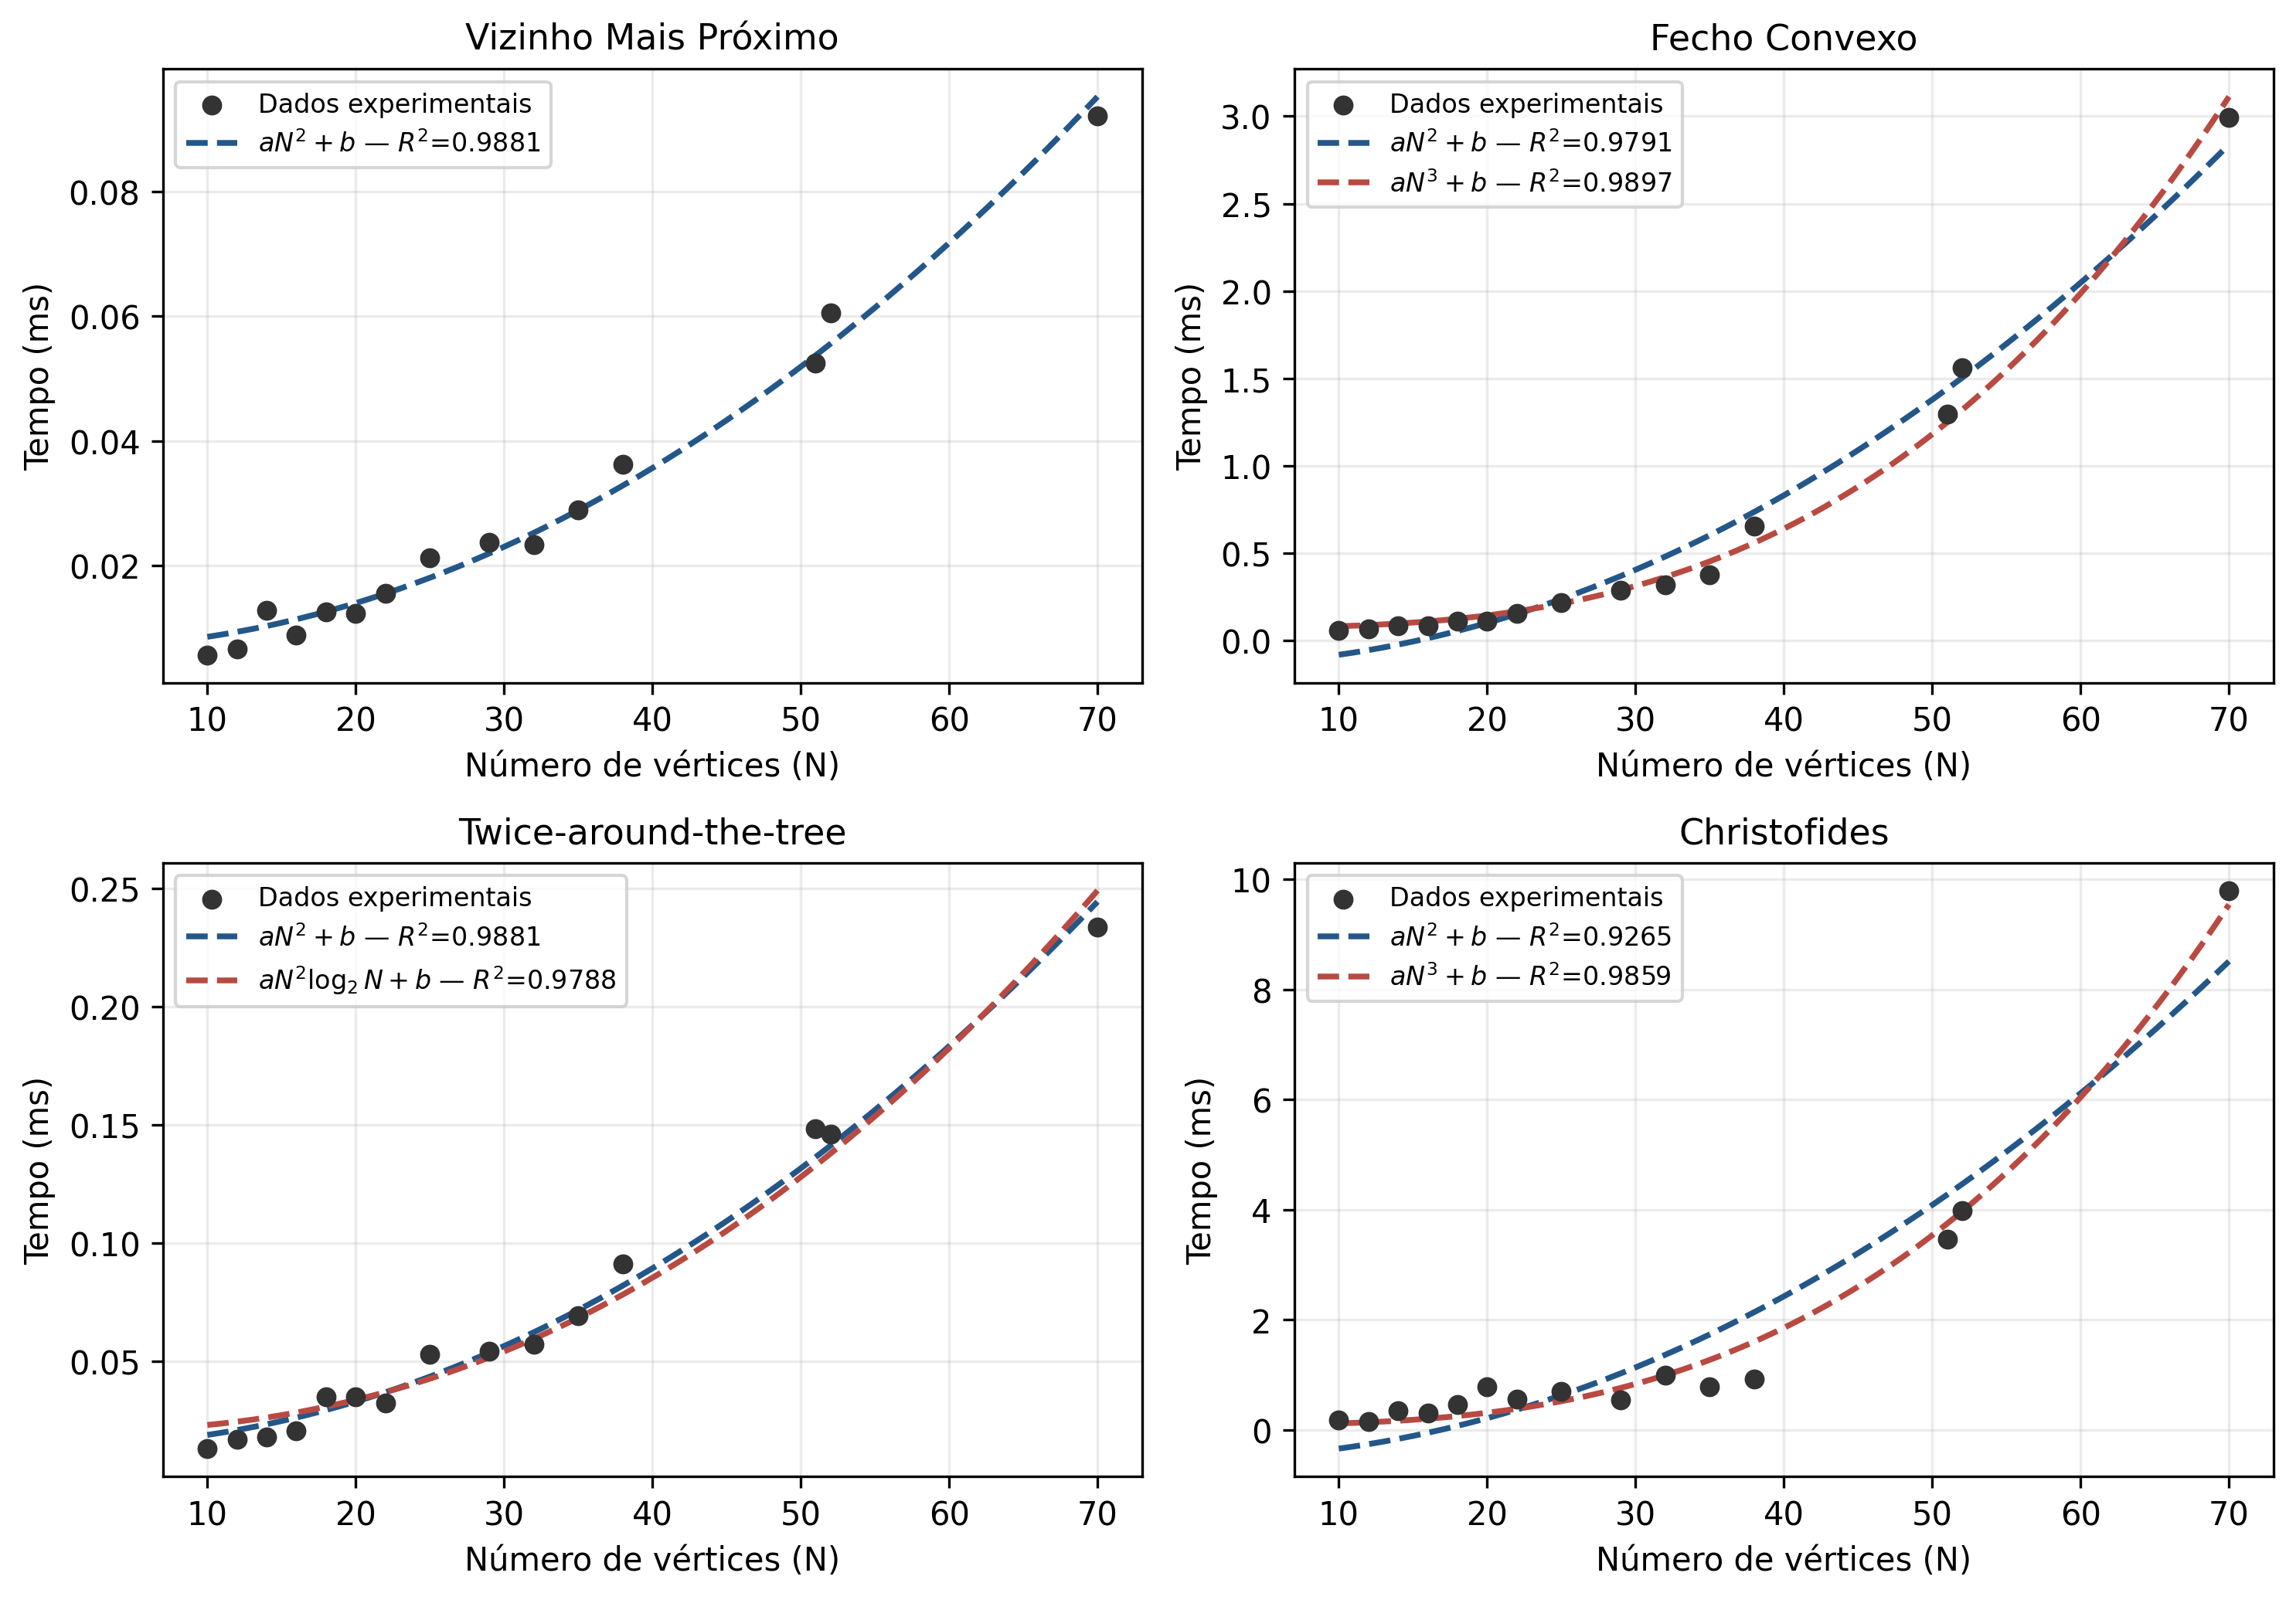 Vizinho Mais Próximo
Dados experimentais
aN² + b — R²=0.9881
0.08
0.06
0.04
0.02
Tempo (ms)
10 20 30 40 50 60 70
Número de vértices (N)
Fecho Convexo
Dados experimentais
aN² + b — R²=0.9791
aN³ + b — R²=0.9897
3.0
2.5
2.0
1.5
1.0
0.5
0.0
Tempo (ms)
10 20 30 40 50 60 70
Número de vértices (N)
Twice-around-the-tree
Dados experimentais
aN² + b — R²=0.9881
aN² log₂ N + b — R²=0.9788
0.25
0.20
0.15
0.10
0.05
Tempo (ms)
10 20 30 40 50 60 70
Número de vértices (N)
Christofides
Dados experimentais
aN² + b — R²=0.9265
aN³ + b — R²=0.9859
10
8
6
4
2
0
Tempo (ms)
10 20 30 40 50 60 70
Número de vértices (N)